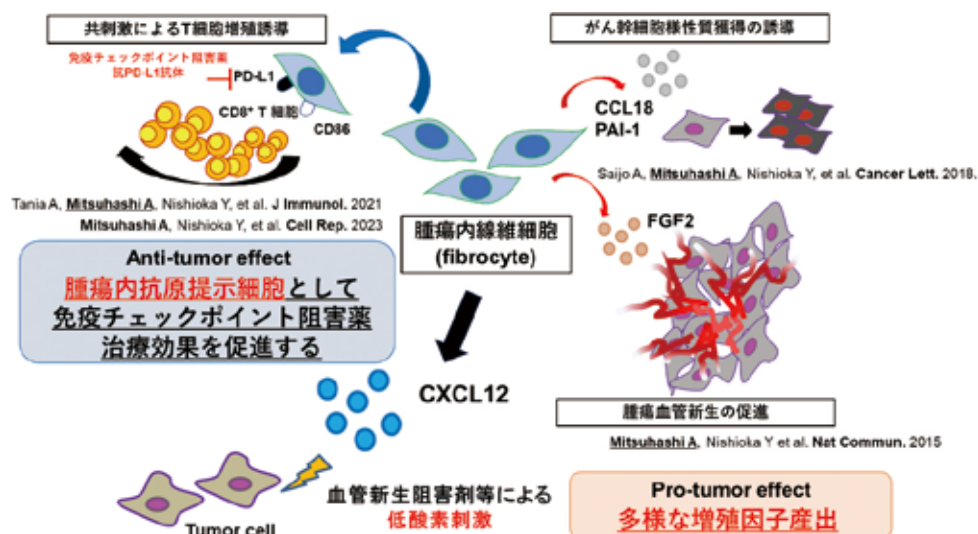 共刺激によるT細胞増殖誘導
免疫チェックポイント阻害薬
抗PD-L1抗体
PD-L1
CD8⁺ T 細胞
CD86
Tania A, Mitsuhashi A, Nishioka Y, et al. J Immunol. 2021
Mitsuhashi A, Nishioka Y, et al. Cell Rep. 2023
Anti-tumor effect
腫瘍内抗原提示細胞として
免疫チェックポイント阻害薬
治療効果を促進する
腫瘍内線維細胞
(fibrocyte)
がん幹細胞様性質獲得の誘導
CCL18
PAI-1
Saijo A, Mitsuhashi A, Nishioka Y, et al. Cancer Lett. 2018.
FGF2
腫瘍血管新生の促進
Mitsuhashi A, Nishioka Y et al. Nat Commun. 2015
CXCL12
血管新生阻害剤等による
低酸素刺激
Tumor cell
Pro-tumor effect
多様な増殖因子産出